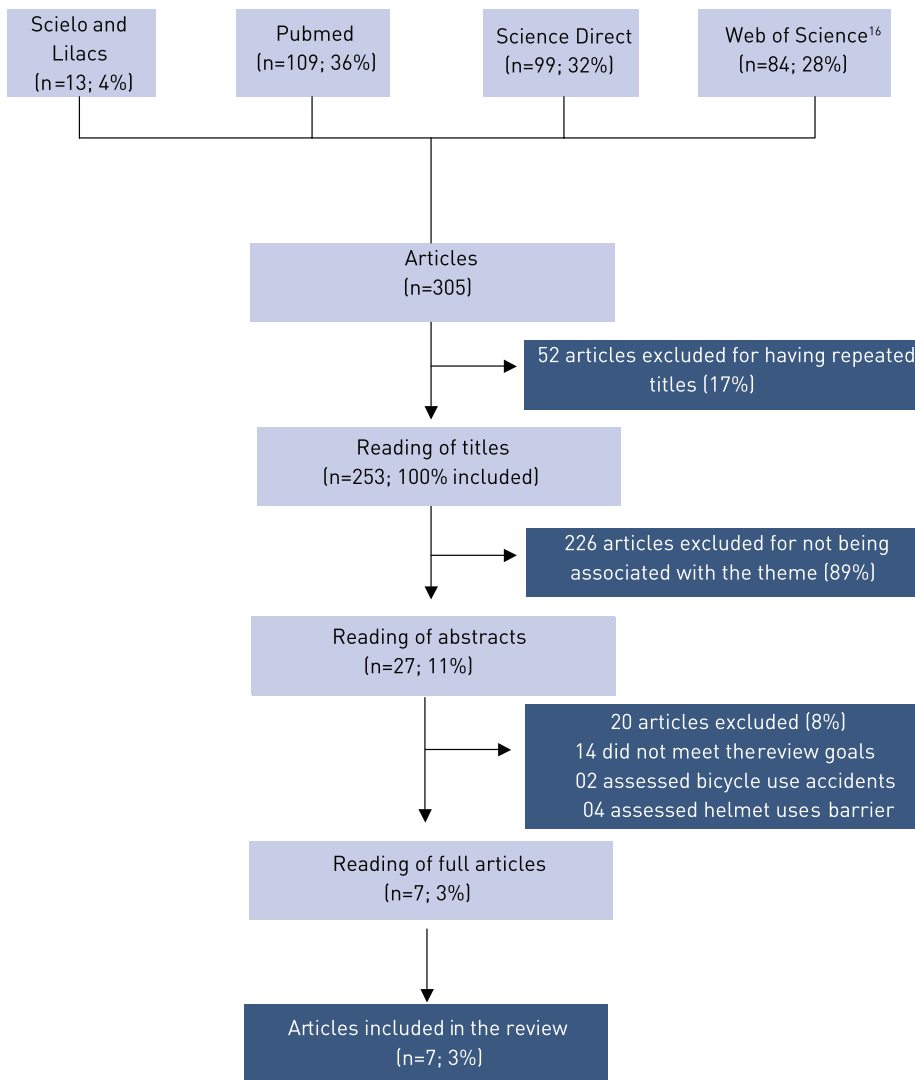 Scielo and
Lilacs
(n=13; 4%)
Pubmed
(n=109; 36%)
Science Direct
(n=99; 32%)
Web of Science¹⁶
(n=84; 28%)
Articles
(n=305)
52 articles excluded for having repeated
titles (17%)
Reading of titles
(n=253; 100% included)
226 articles excluded for not being
associated with the theme (89%)
Reading of abstracts
(n=27; 11%)
20 articles excluded (8%)
14 did not meet thereview goals
02 assessed bicycle use accidents
04 assessed helmet uses barrier
Reading of full articles
(n=7; 3%)
Articles included in the review
(n=7; 3%)